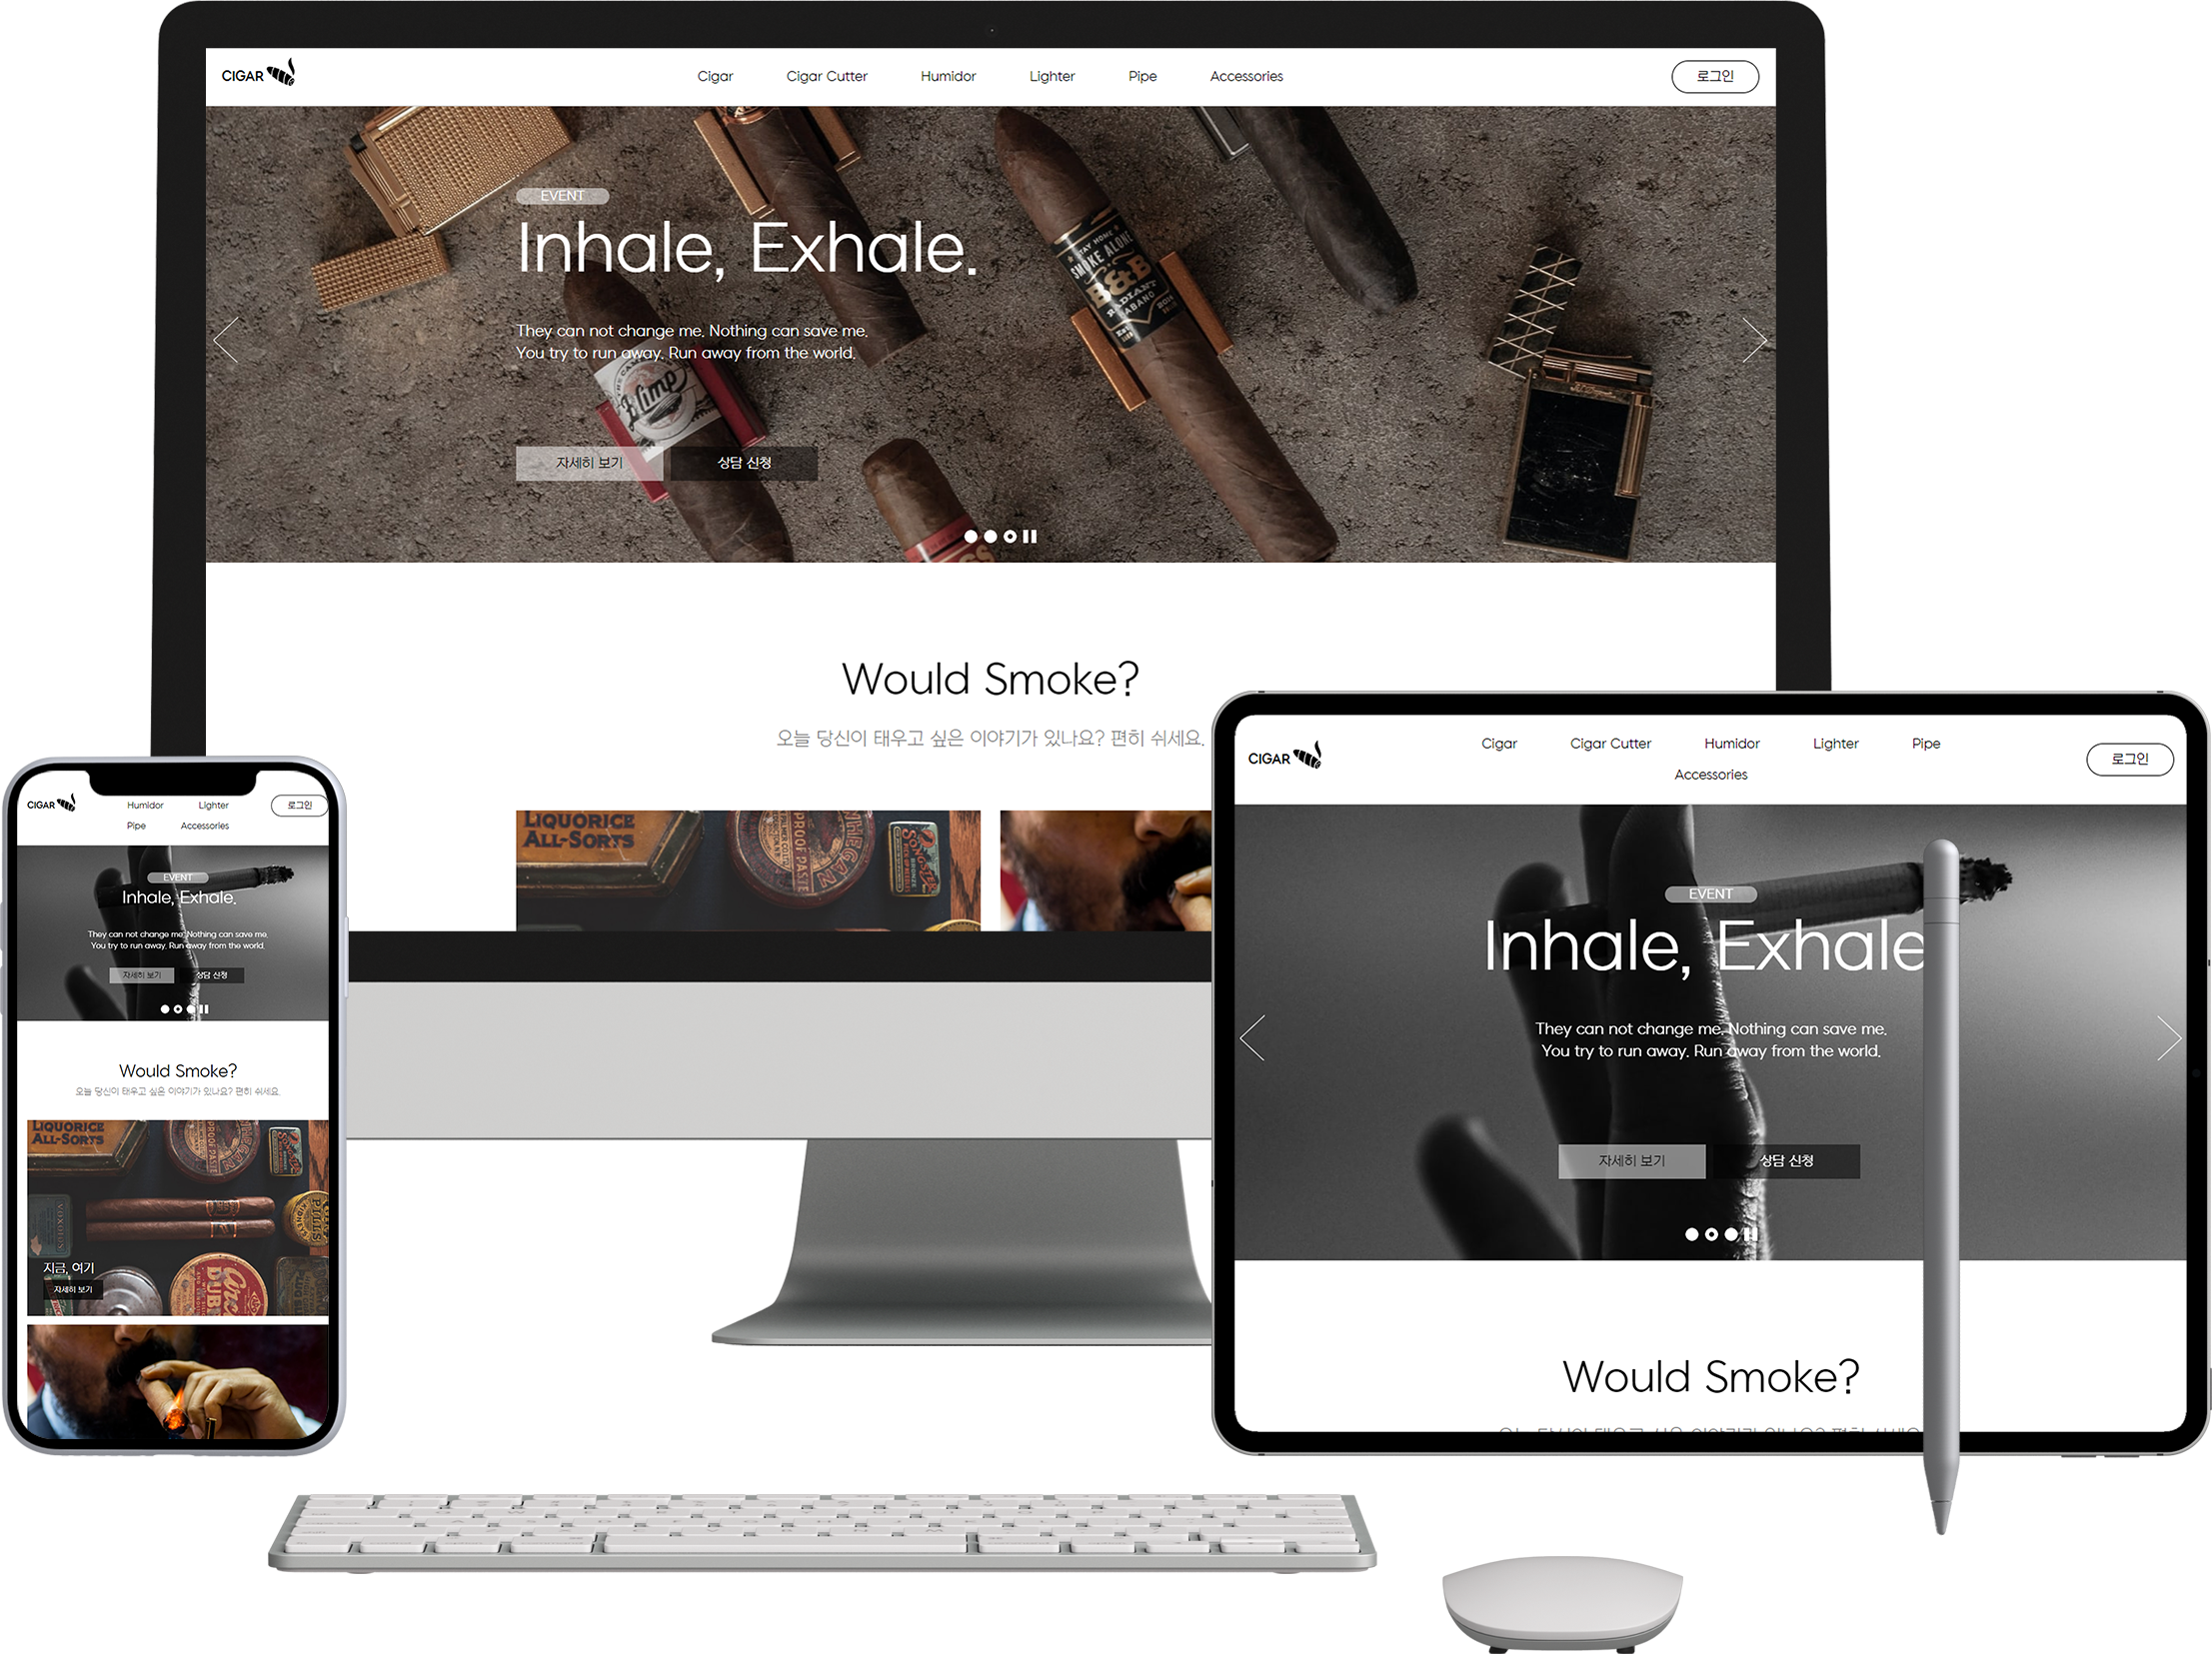 CIGAR
Cigar Cigar Cutter Humidor Lighter Pipe Accessories
로그인
EVENT
Inhale, Exhale.
They can not change me. Nothing can save me.
You try to run away. Run away from the world.
자세히 보기 상담 신청
STAY HOME
SMOKE ALONE
B&B
RADIANT
Blimp
Would Smoke?
오늘 당신이 태우고 싶은 이야기가 있나요? 편히 쉬세요.
LIQUORICE
ALL-SORTS
CIGAR
Humidor Lighter
Pipe Accessories
로그인
EVENT
Inhale, Exhale.
They can not change me. Nothing can save me.
You try to run away. Run away from the world.
자세히 보기 상담 신청
Would Smoke?
오늘 당신이 태우고 싶은 이야기가 있나요? 편히 쉬세요.
LIQUORICE
ALL-SORTS
지금, 여기
자세히 보기
CIGAR
Cigar Cigar Cutter Humidor Lighter Pipe
Accessories
로그인
EVENT
Inhale, Exhale
They can not change me. Nothing can save me.
You try to run away. Run away from the world.
자세히 보기 상담 신청
Would Smoke?